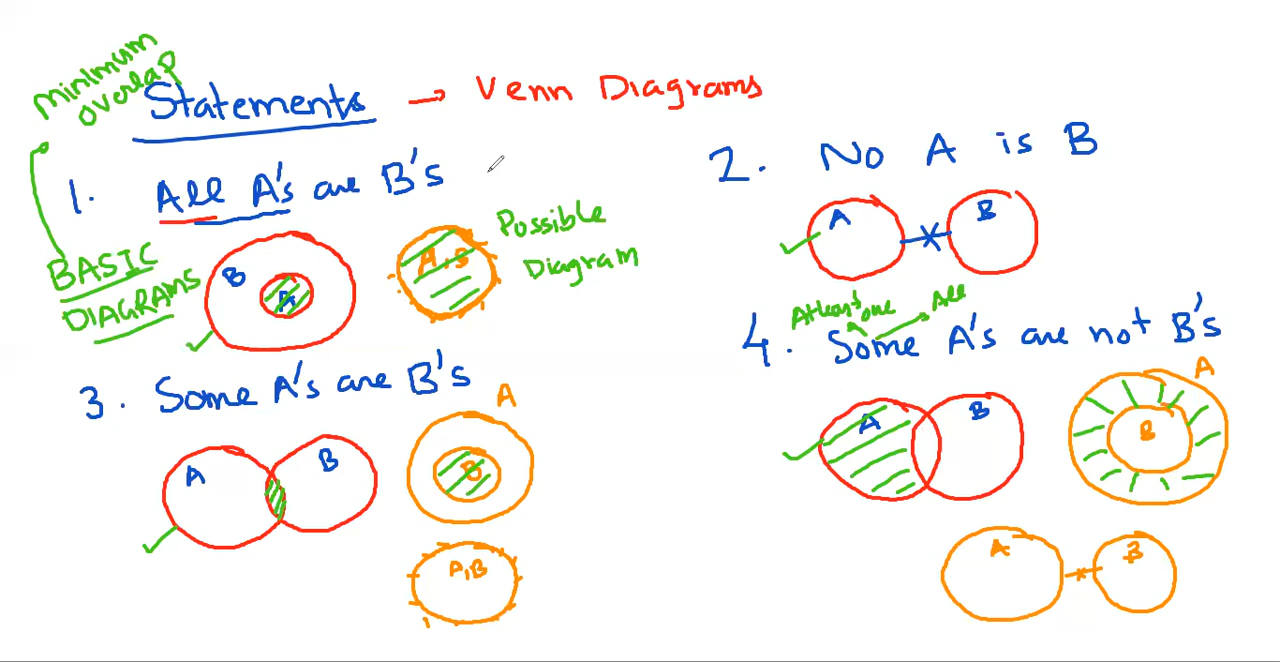 minimum
overlap
Statements → Venn Diagrams
1. All A's are B's
BASIC
DIAGRAMS
B
A
A,B
Possible
Diagram
2. No A is B
A
B
3. Some A's are B's
A
B
A
B
A,B
Atleast one
All
4. Some A's are not B's
A
B
A
B
A
B